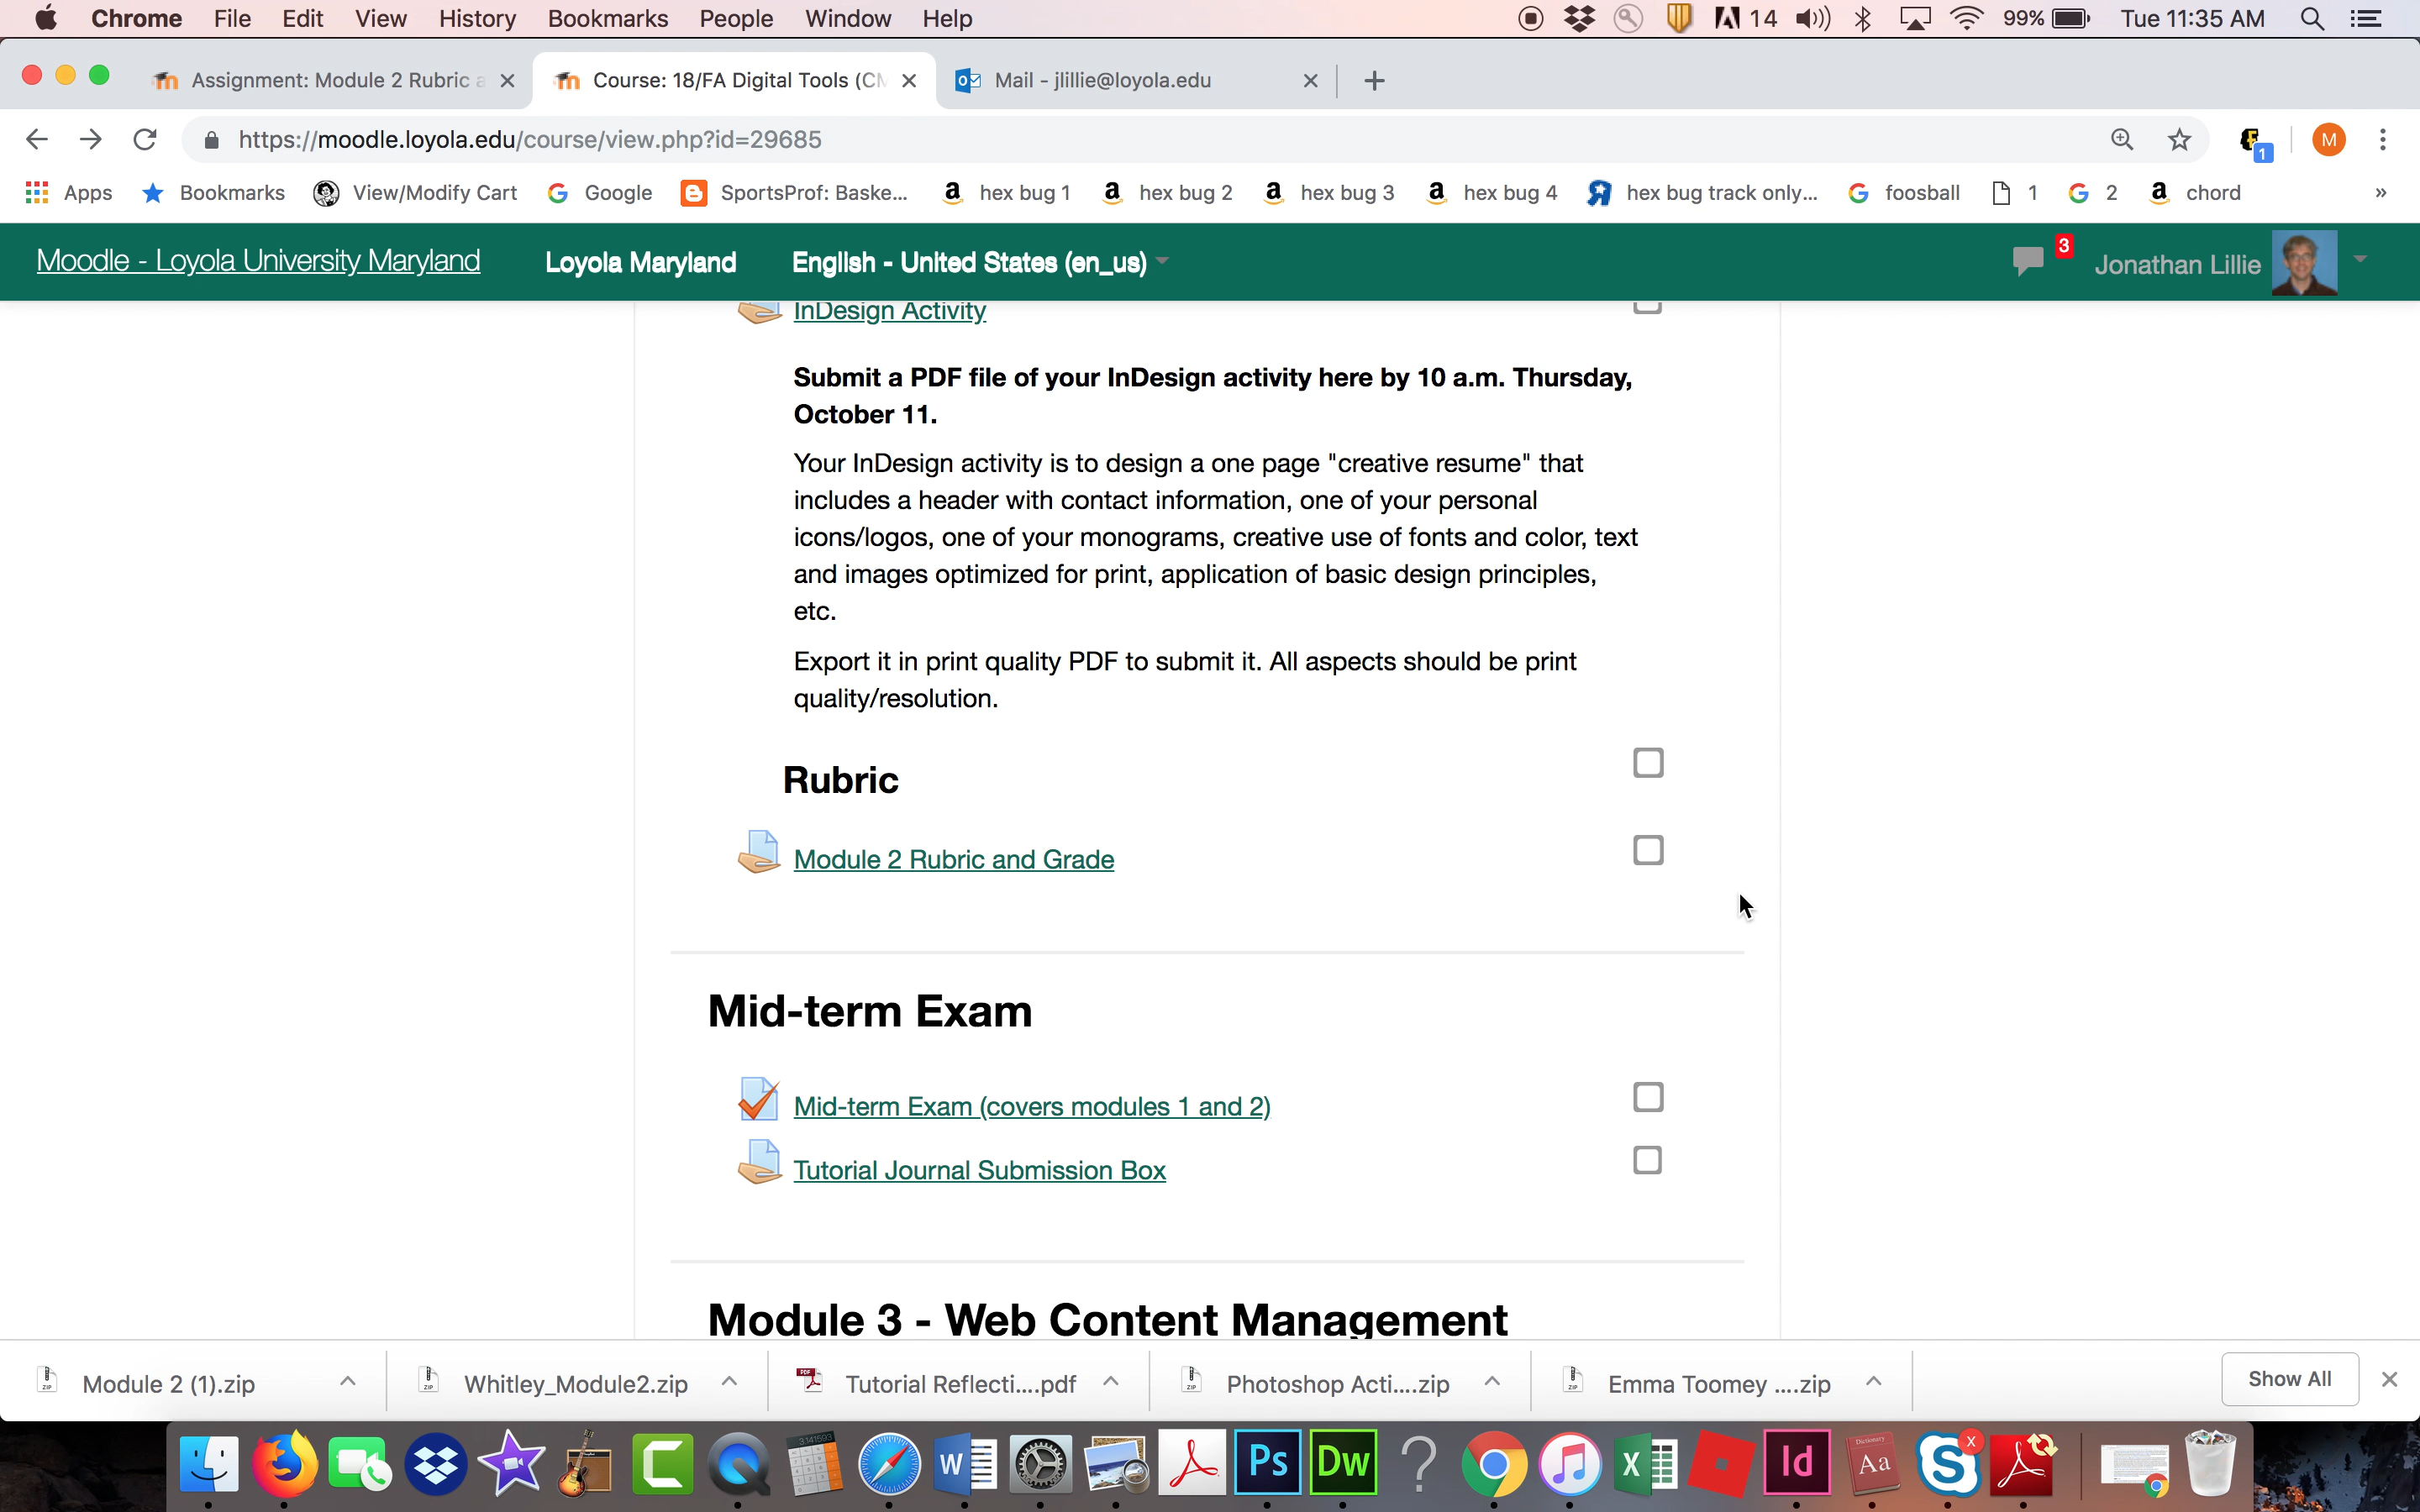 Chrome File Edit View History Bookmarks People Window Help 14 99% Tue 11:35 AM
Assignment: Module 2 Rubric a Course: 18/FA Digital Tools (CM Mail - jlillie@loyola.edu
https://moodle.loyola.edu/course/view.php?id=29685 1 M
Apps Bookmarks View/Modify Cart Google SportsProf: Baske... hex bug 1 hex bug 2 hex bug 3 hex bug 4 hex bug track only... foosball 1 2 chord »
Moodle - Loyola University Maryland Loyola Maryland English - United States (en_us) 3 Jonathan Lillie
InDesign Activity
Submit a PDF file of your InDesign activity here by 10 a.m. Thursday,
October 11.
Your InDesign activity is to design a one page "creative resume" that
includes a header with contact information, one of your personal
icons/logos, one of your monograms, creative use of fonts and color, text
and images optimized for print, application of basic design principles,
etc.
Export it in print quality PDF to submit it. All aspects should be print
quality/resolution.
Rubric
Module 2 Rubric and Grade
Mid-term Exam
Mid-term Exam (covers modules 1 and 2)
Tutorial Journal Submission Box
Module 3 - Web Content Management
Module 2 (1).zip Whitley_Module2.zip Tutorial Reflecti....pdf Photoshop Acti....zip Emma Toomey ....zip Show All
3.141593 W Ps Dw ? X Id Dictionary Aa S